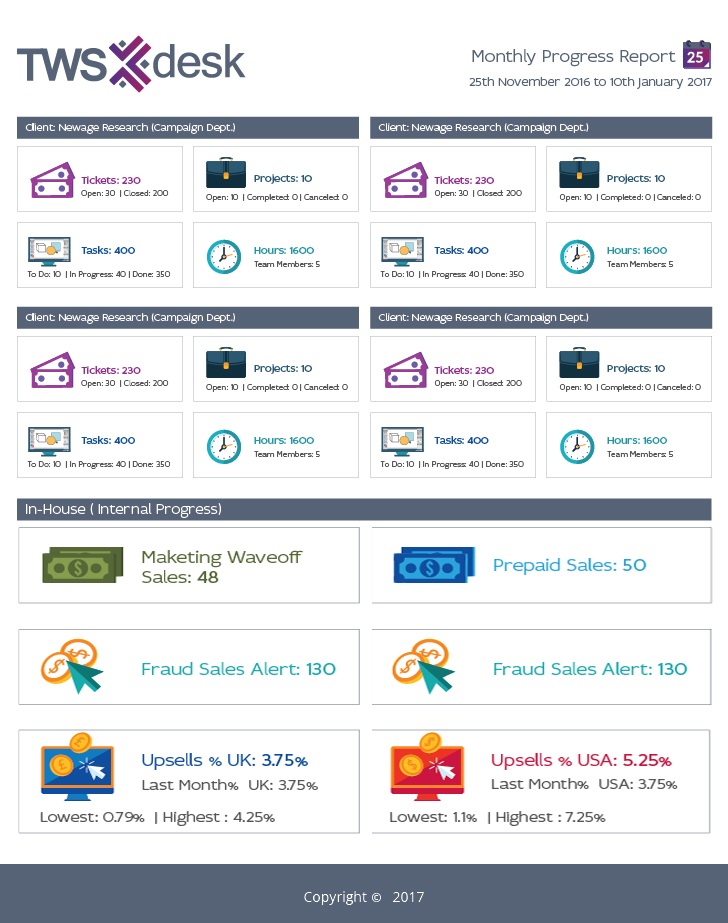 TWS desk
Monthly Progress Report 25
25th November 2016 to 10th January 2017
Client: Newage Research (Campaign Dept.)
Client: Newage Research (Campaign Dept.)
Tickets: 230
Open: 30 | Closed: 200
Projects: 10
Open: 10 | Completed: 0 | Canceled: 0
Tickets: 230
Open: 30 | Closed: 200
Projects: 10
Open: 10 | Completed: 0 | Canceled: 0
Tasks: 400
To Do: 10 | In Progress: 40 | Done: 350
Hours: 1600
Team Members: 5
Tasks: 400
To Do: 10 | In Progress: 40 | Done: 350
Hours: 1600
Team Members: 5
Client: Newage Research (Campaign Dept.)
Client: Newage Research (Campaign Dept.)
Tickets: 230
Open: 30 | Closed: 200
Projects: 10
Open: 10 | Completed: 0 | Canceled: 0
Tickets: 230
Open: 30 | Closed: 200
Projects: 10
Open: 10 | Completed: 0 | Canceled: 0
Tasks: 400
To Do: 10 | In Progress: 40 | Done: 350
Hours: 1600
Team Members: 5
Tasks: 400
To Do: 10 | In Progress: 40 | Done: 350
Hours: 1600
Team Members: 5
In-House ( Internal Progress)
Maketing Waveoff
Sales: 48
Prepaid Sales: 50
Fraud Sales Alert: 130
Fraud Sales Alert: 130
Upsells % UK: 3.75%
Last Month% UK: 3.75%
Lowest: 0.79% | Highest : 4.25%
Upsells % USA: 5.25%
Last Month% USA: 3.75%
Lowest: 1.1% | Highest : 7.25%
Copyright © 2017